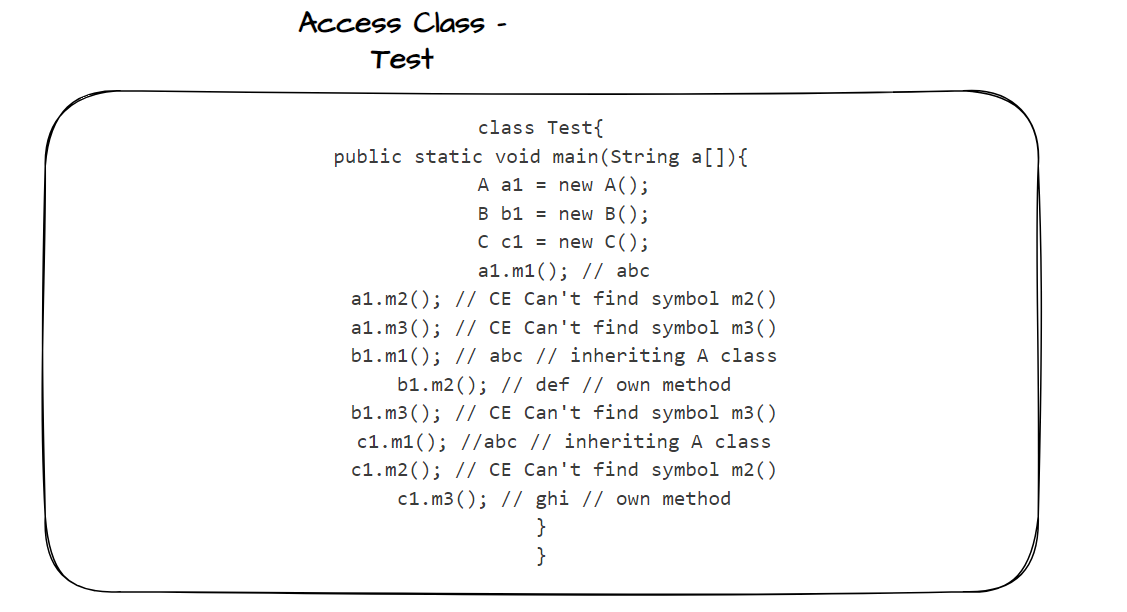 Access Class -
Test
class Test{
public static void main(String a[]){
A a1 = new A();
B b1 = new B();
C c1 = new C();
a1.m1(); // abc
a1.m2(); // CE Can't find symbol m2()
a1.m3(); // CE Can't find symbol m3()
b1.m1(); // abc // inheriting A class
b1.m2(); // def // own method
b1.m3(); // CE Can't find symbol m3()
c1.m1(); //abc // inheriting A class
c1.m2(); // CE Can't find symbol m2()
c1.m3(); // ghi // own method
}
}